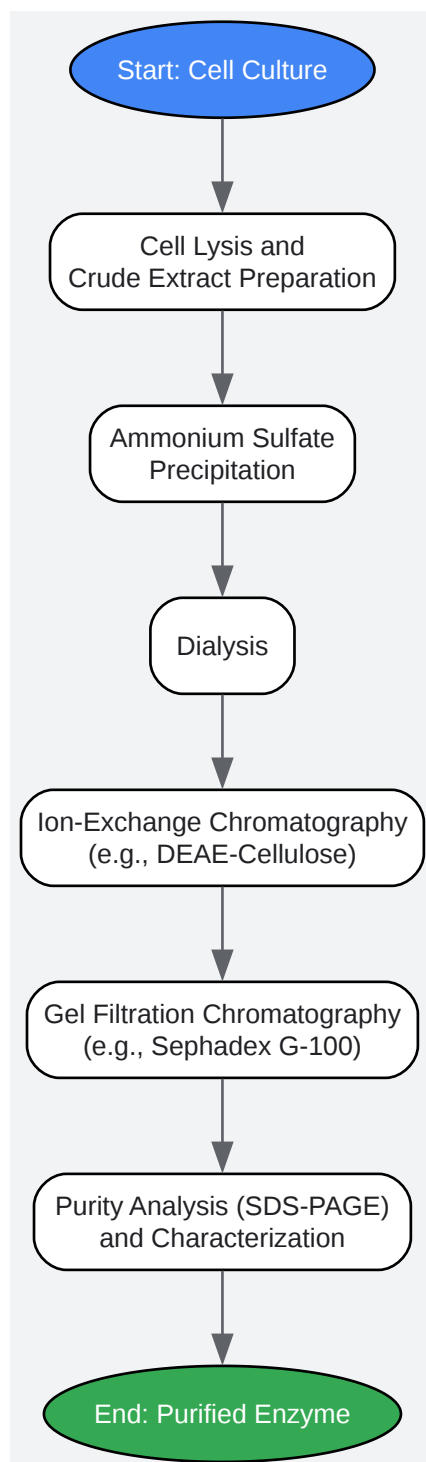 Start: Cell Culture
Cell Lysis and
Crude Extract Preparation
Ammonium Sulfate
Precipitation
Dialysis
Ion-Exchange Chromatography
(e.g., DEAE-Cellulose)
Gel Filtration Chromatography
(e.g., Sephadex G-100)
Purity Analysis (SDS-PAGE)
and Characterization
End: Purified Enzyme